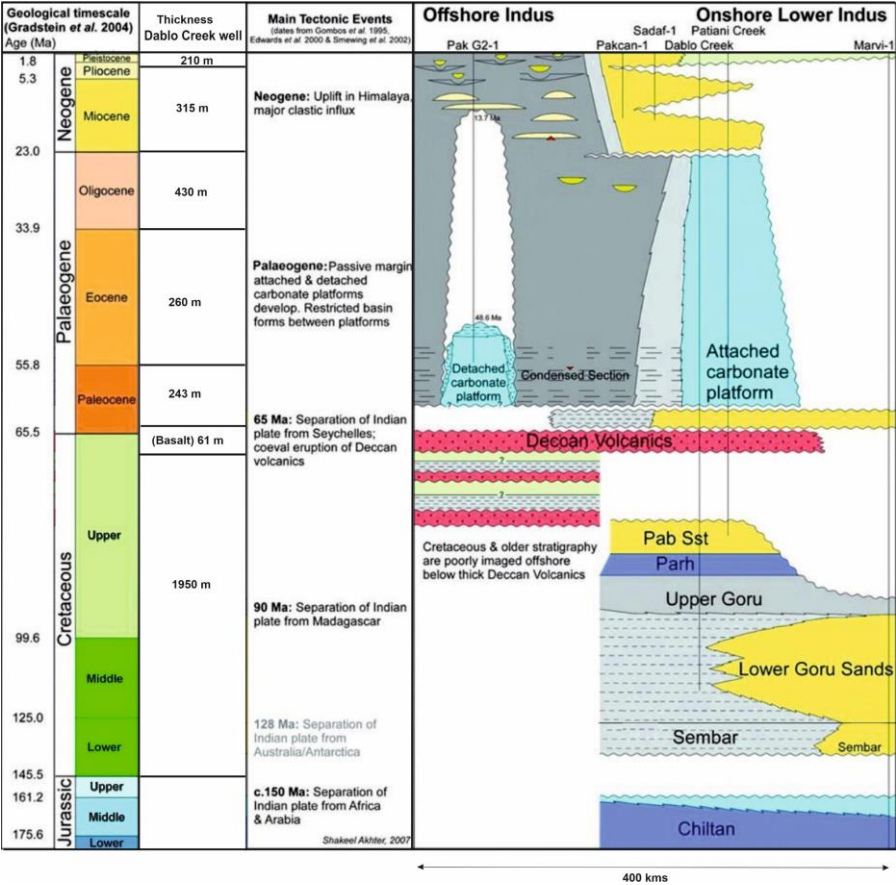 Geological timescale
(Gradstein et al. 2004)
Age (Ma)
Thickness
Dablo Creek well
Main Tectonic Events
(dates from Gombos et al. 1995,
Edwards et al. 2000 & Smewing et al. 2002)
Offshore Indus
Onshore Lower Indus
Pak G2-1
Pakcan-1
Sadaf-1
Dablo Creek
Patiani Creek
Marvi-1
1.8
5.3
23.0
33.9
55.8
65.5
99.6
125.0
145.5
161.2
175.6
Neogene
Palaeogene
Cretaceous
Jurassic
Pleistocene
Pliocene
Miocene
Oligocene
Eocene
Paleocene
Upper
Middle
Lower
Upper
Middle
Lower
210 m
315 m
430 m
260 m
243 m
(Basalt) 61 m
1950 m
Neogene: Uplift in Himalaya,
major clastic influx
Palaeogene: Passive margin
attached & detached
carbonate platforms
develop. Restricted basin
forms between platforms
65 Ma: Separation of Indian
plate from Seychelles;
coeval eruption of Deccan
volcanics
90 Ma: Separation of Indian
plate from Madagascar
128 Ma: Separation of
Indian plate from
Australia/Antarctica
c.150 Ma: Separation of
Indian plate from Africa
& Arabia
Shakeel Akhter, 2007
13.7 Ma
48.6 Ma
Detached
carbonate
platform
Condensed Section
Attached
carbonate
platform
Deccan Volcanics
?
?
Cretaceous & older stratigraphy
are poorly imaged offshore
below thick Deccan Volcanics
Pab Sst
Parh
Upper Goru
Lower Goru Sands
Sembar
Sembar
Chiltan
400 kms